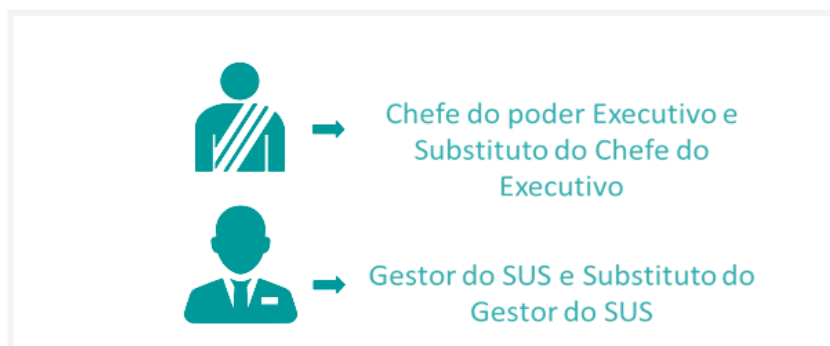 Chefe do poder Executivo e
Substituto do Chefe do
Executivo
Gestor do SUS e Substituto do
Gestor do SUS